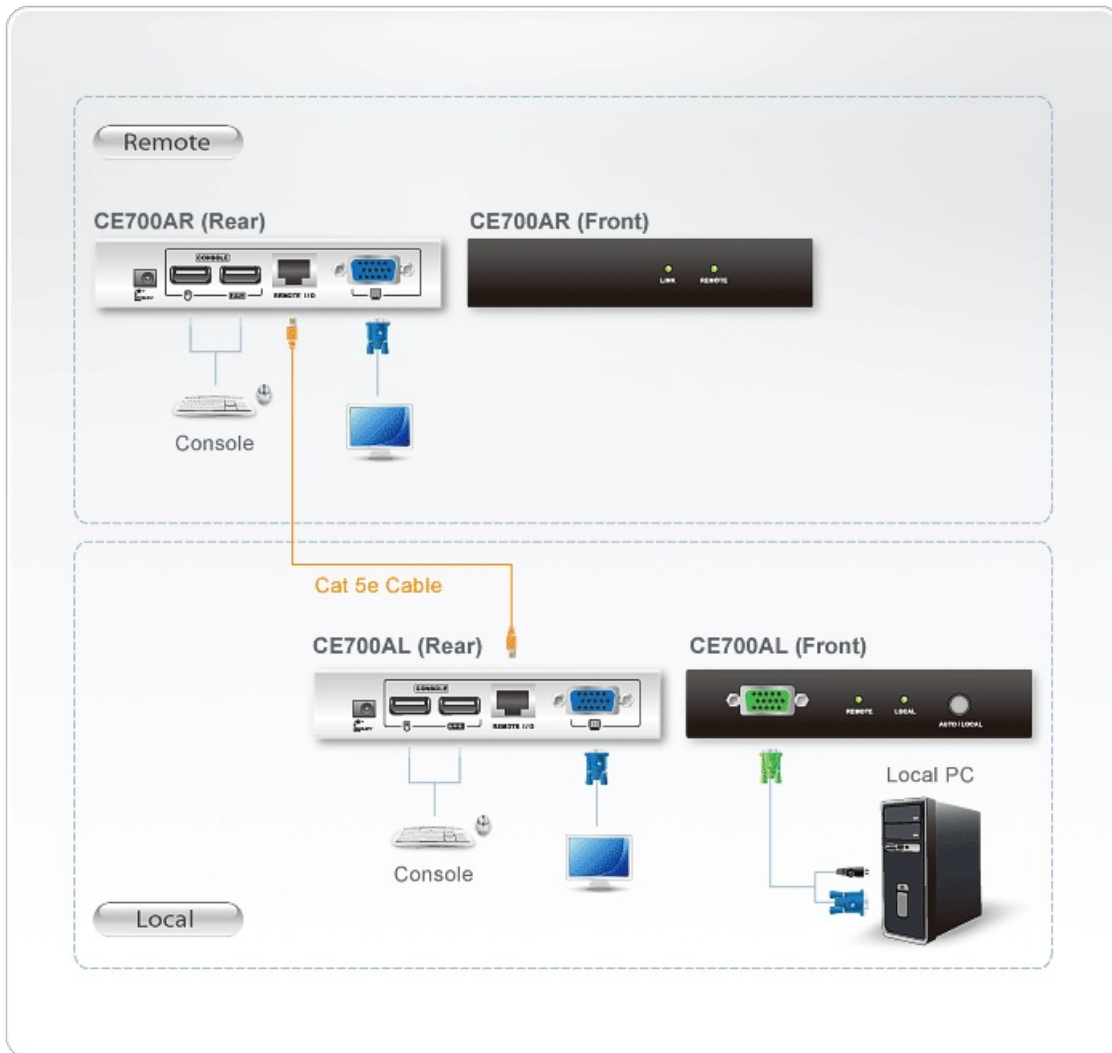 Remote
CE700AR (Rear)
CE700AR (Front)
CONSOLE
REMOTE I/O
LINK
REMOTE
Console
Cat 5e Cable
CE700AL (Rear)
CE700AL (Front)
CONSOLE
REMOTE I/O
REMOTE
LOCAL
AUTO/LOCAL
Local PC
Console
Local